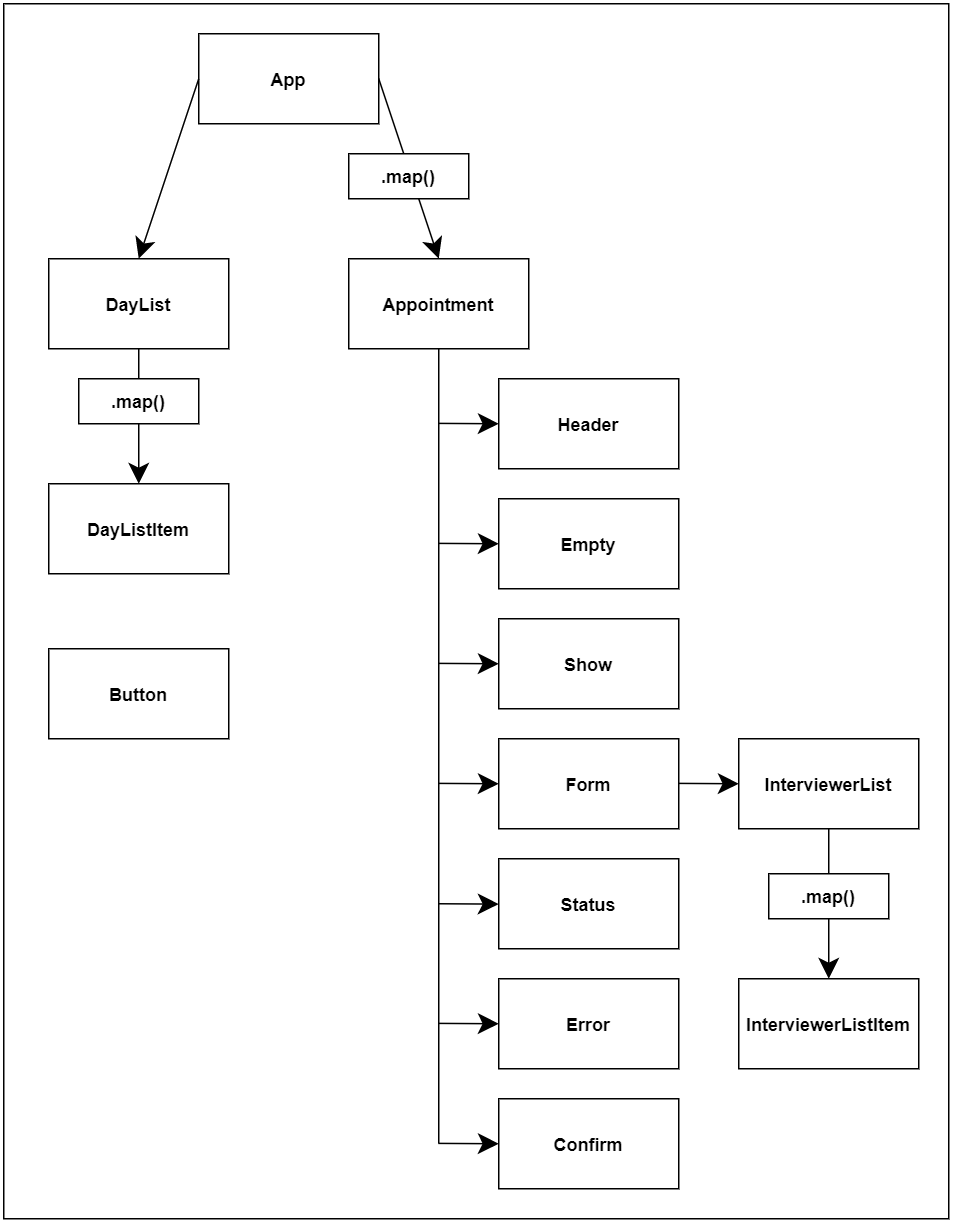 App
.map()
DayList
Appointment
.map()
Header
DayListItem
Empty
Show
Button
Form
InterviewerList
Status
.map()
Error
InterviewerListItem
Confirm